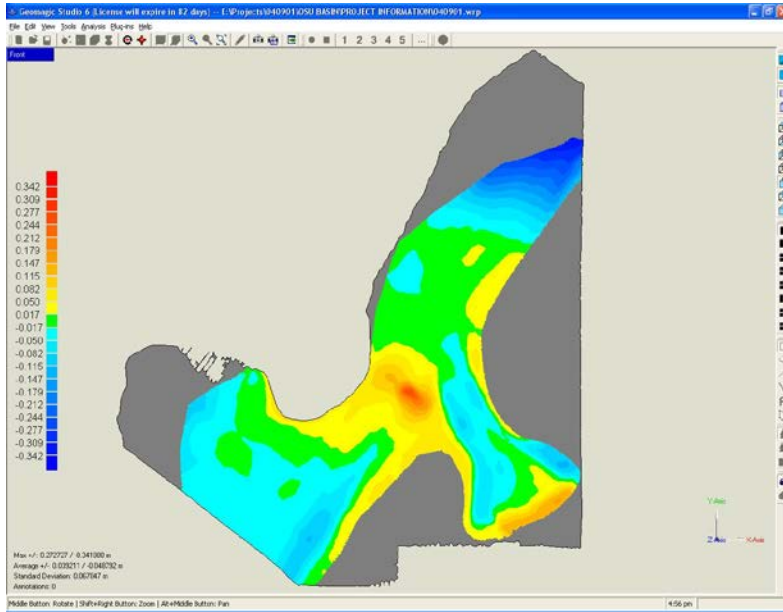 Geomagic Studio 6 (License will expire in 82 days) -- E:\Projects\040901\OSU BASIN\PROJECT INFORMATION\040901.wrp
File Edit View Tools Analysis Plug-ins Help
1 2 3 4 5 ...
Front
0.342
0.309
0.277
0.244
0.212
0.179
0.147
0.115
0.082
0.050
0.017
-0.017
-0.050
-0.082
-0.115
-0.147
-0.179
-0.212
-0.244
-0.277
-0.309
-0.342
Y-Axis
Z-Axis X-Axis
Max +/-: 0.272727 / -0.341000 m
Average +/-: 0.039211 / -0.048792 m
Standard Deviation: 0.067847 m
Annotations: 0
Middle Button: Rotate | Shift+Right Button: Zoom | Alt+Middle Button: Pan
4:56 pm